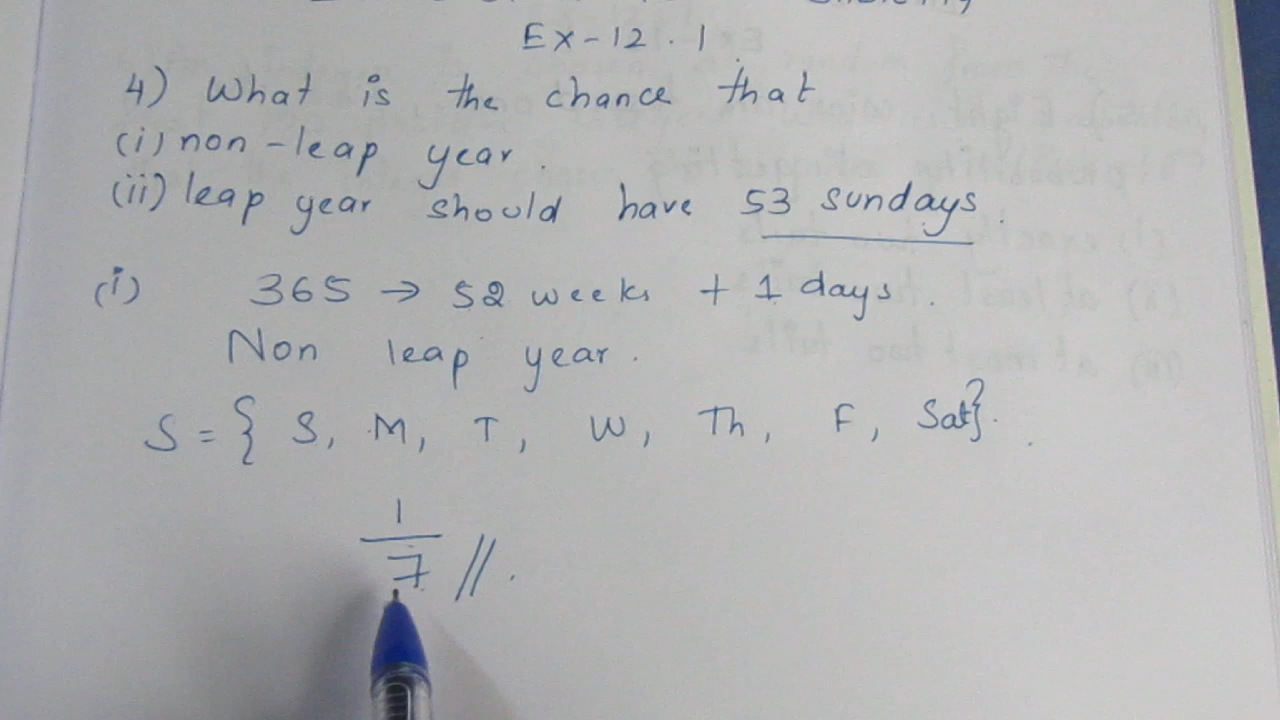 Ex-12.1
4) What is the chance that
(i) non-leap year.
(ii) leap year should have 53 sundays.
(i) 365 → 52 weeks + 1 days.
Non leap year.
S = { S, M, T, W, Th, F, Sat}.
1
7 //.